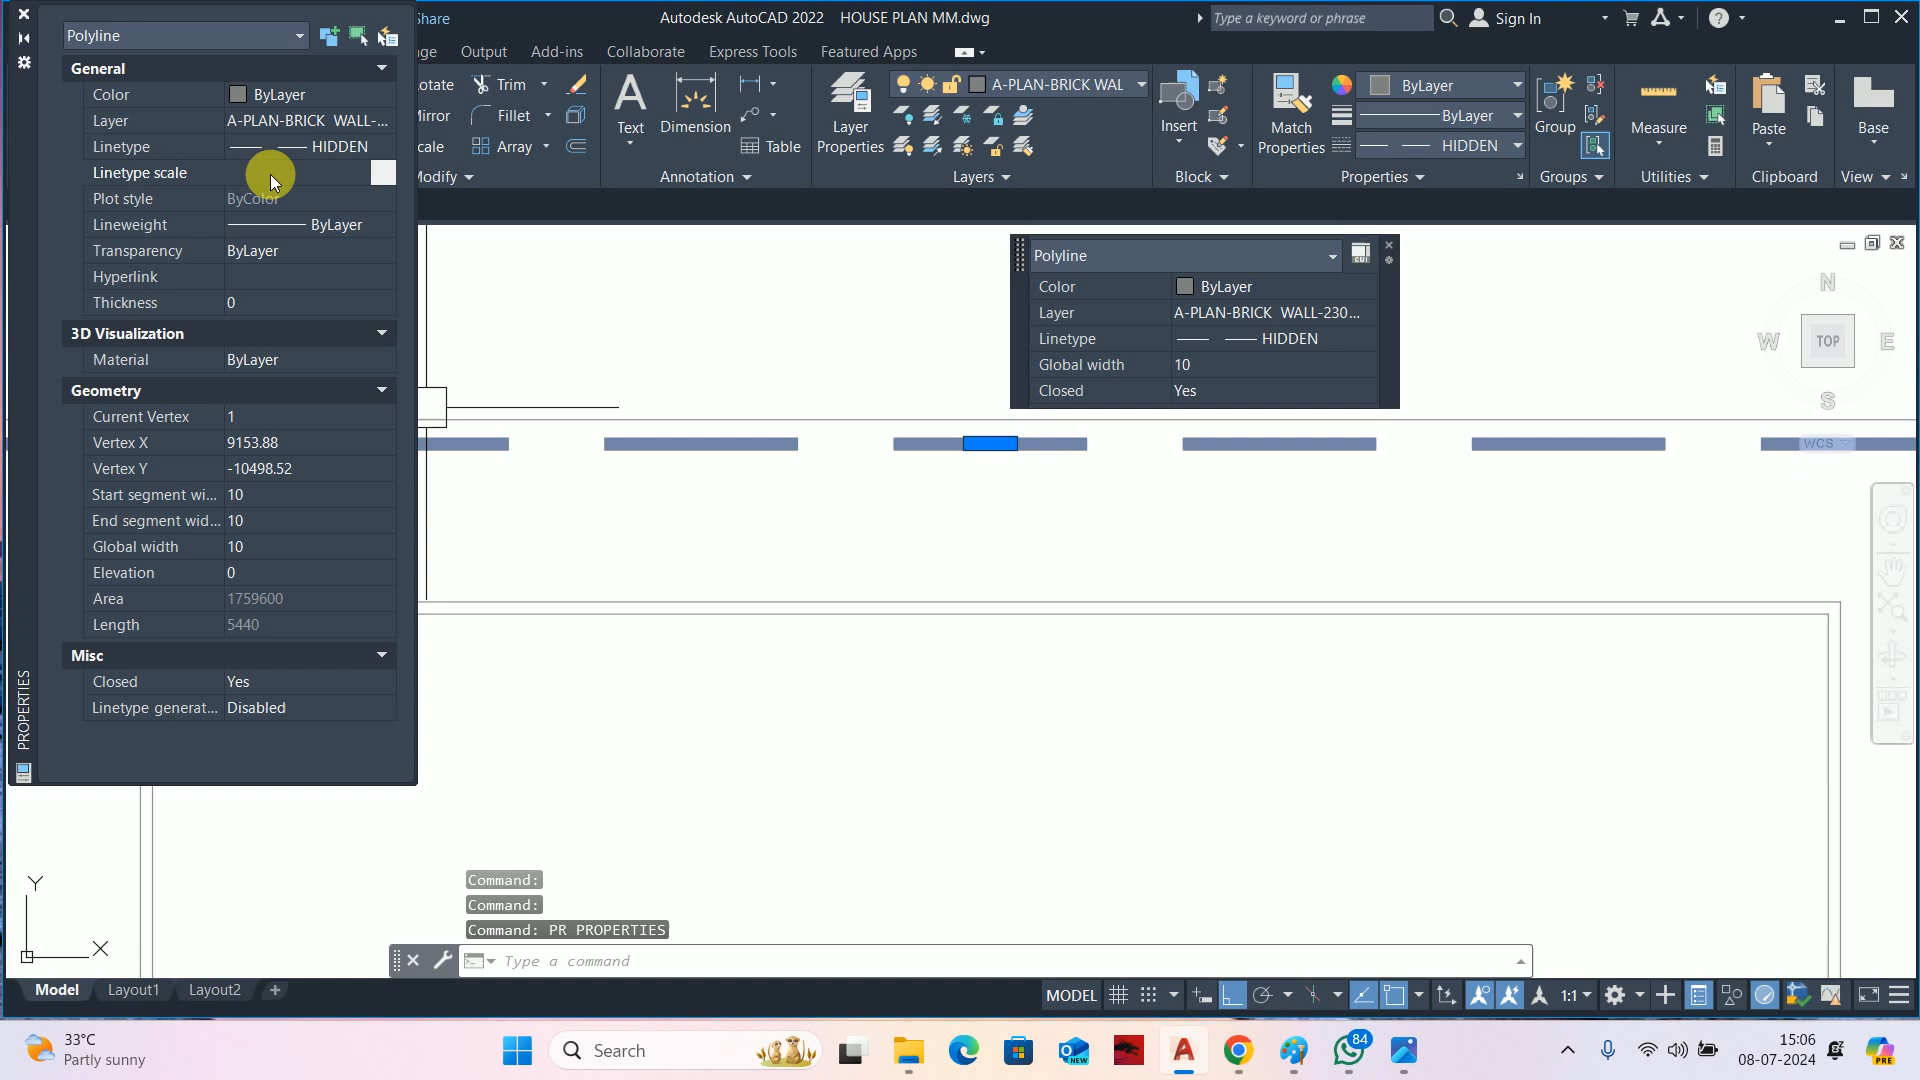 Share
Autodesk AutoCAD 2022 HOUSE PLAN MM.dwg
Type a keyword or phrase
Sign In
Output Add-ins Collaborate Express Tools Featured Apps
Trim
Fillet
Array
Modify
Text
Dimension
Table
Annotation
Layer
Properties
A-PLAN-BRICK WAL
Layers
Insert
Block
Match
Properties
ByLayer
ByLayer
HIDDEN
Properties
Group
Groups
Measure
Utilities
Paste
Clipboard
Base
View
Polyline
General
Color ByLayer
Layer A-PLAN-BRICK WALL-...
Linetype HIDDEN
Linetype scale
Plot style ByColor
Lineweight ByLayer
Transparency ByLayer
Hyperlink
Thickness 0
3D Visualization
Material ByLayer
Geometry
Current Vertex 1
Vertex X 9153.88
Vertex Y -10498.52
Start segment wi... 10
End segment wid... 10
Global width 10
Elevation 0
Area 1759600
Length 5440
Misc
Closed Yes
Linetype generat... Disabled
PROPERTIES
Polyline
CUI
Color ByLayer
Layer A-PLAN-BRICK WALL-230...
Linetype HIDDEN
Global width 10
Closed Yes
N
W TOP E
S
WCS
Y
X
Command:
Command:
Command: PR PROPERTIES
Type a command
Model Layout1 Layout2
MODEL
1:1
33°C
Partly sunny
Search
84
15:06
08-07-2024
PRE